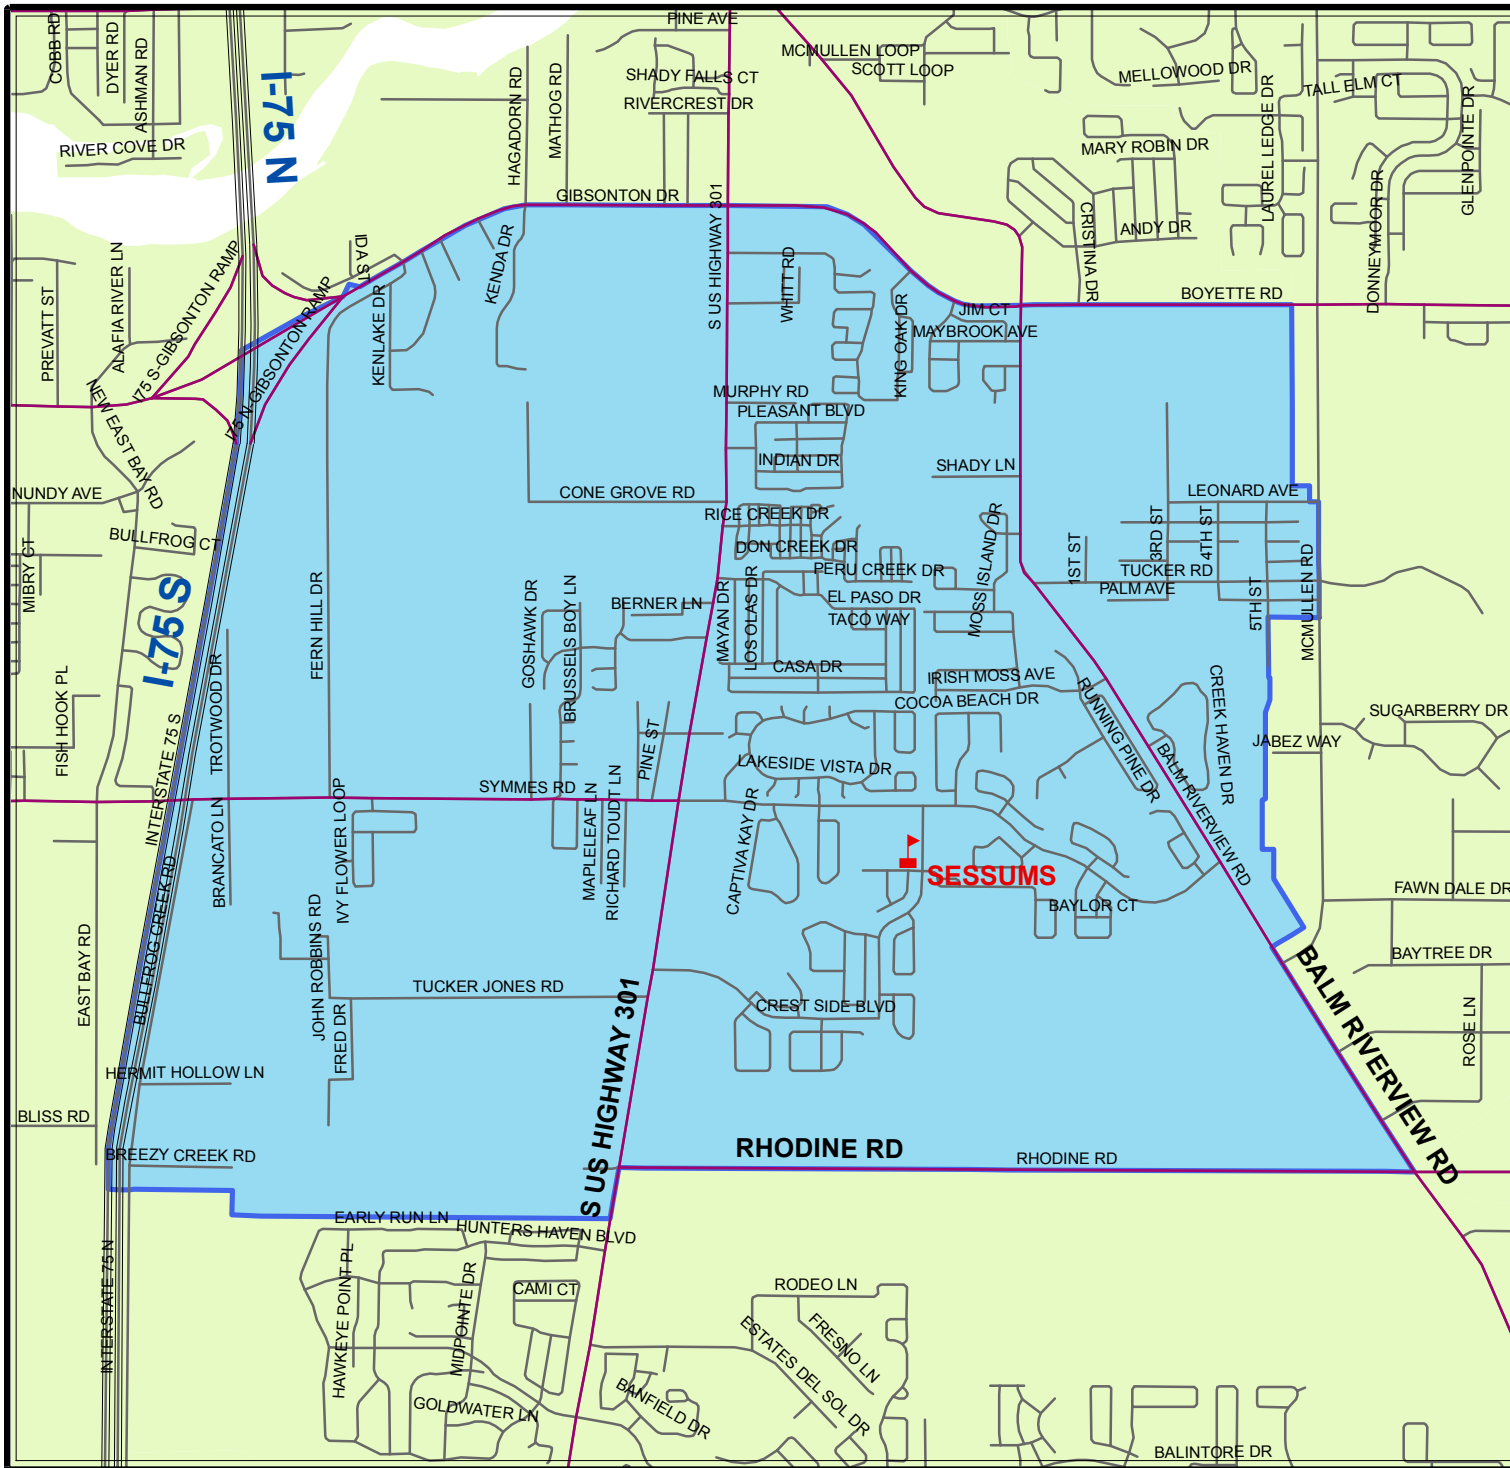 PINE AVE
COBB RD
DYER RD
ASHMAN RD
I-75 N
HAGADORN RD
MATHOG RD
SHADY FALLS CT
RIVERCREST DR
MCMULLEN LOOP
SCOTT LOOP
MELLOWOOD DR
LAUREL LEDGE DR
TALL ELM CT
GLENPOINTE DR
RIVER COVE DR
MARY ROBIN DR
GIBSONTON DR
S US HIGHWAY 301
CRISTINA DR
ANDY DR
DONNEYMOOR DR
PREVATT ST
ALAFIA RIVER LN
I75 S-GIBSONTON RAMP
IDA ST
KENDA DR
WHITT RD
BOYETTE RD
I75 N-GIBSONTON RAMP
KENLAKE DR
KING OAK DR
JIM CT
MAYBROOK AVE
NEW EAST BAY RD
MURPHY RD
PLEASANT BLVD
INDIAN DR
SHADY LN
NUNDY AVE
CONE GROVE RD
LEONARD AVE
RICE CREEK DR
BULLFROG CT
MIBRY CT
DON CREEK DR
MOSS ISLAND DR
1ST ST
3RD ST
4TH ST
PERU CREEK DR
TUCKER RD
PALM AVE
5TH ST
MCMULLEN RD
I-75 S
FERN HILL DR
GOSHAWK DR
BRUSSELS BOY LN
BERNER LN
MAYAN DR
LOS OLAS DR
EL PASO DR
TACO WAY
CASA DR
IRISH MOSS AVE
COCOA BEACH DR
FISH HOOK PL
TROTWOOD DR
INTERSTATE 75 S
RUNNING PINE DR
CREEK HAVEN DR
SUGARBERRY DR
JABEZ WAY
PINE ST
LAKESIDE VISTA DR
BALM RIVERVIEW RD
SYMMES RD
BRANCATO LN
IVY FLOWER LOOP
MAPLELEAF LN
RICHARD TOUDT LN
CAPTIVA KAY DR
SESSUMS
BAYLOR CT
FAWN DALE DR
EAST BAY RD
BULLFROG CREEK RD
JOHN ROBBINS RD
BAYTREE DR
TUCKER JONES RD
CREST SIDE BLVD
FRED DR
ROSE LN
HERMIT HOLLOW LN
S US HIGHWAY 301
BALM RIVERVIEW RD
BLISS RD
BREEZY CREEK RD
RHODINE RD
RHODINE RD
EARLY RUN LN
HUNTERS HAVEN BLVD
INTERSTATE 75 N
HAWKEYE POINT PL
MIDPOINTE DR
CAMI CT
RODEO LN
FRESNO LN
ESTATES DEL SOL DR
GOLDWATER LN
BANFIELD DR
BALINTORE DR